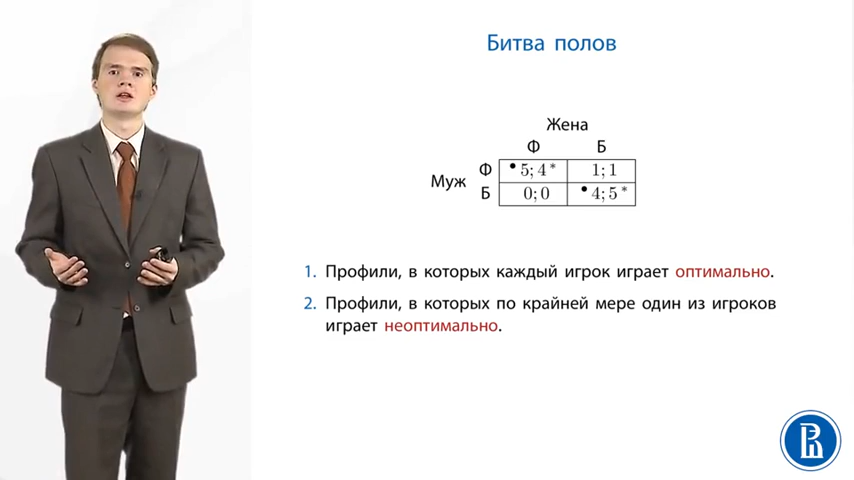 Битва полов
Жена
Ф Б
Муж Ф •5; 4* 1; 1
Б 0; 0 •4; 5*
1. Профили, в которых каждый игрок играет оптимально.
2. Профили, в которых по крайней мере один из игроков
играет неоптимально.